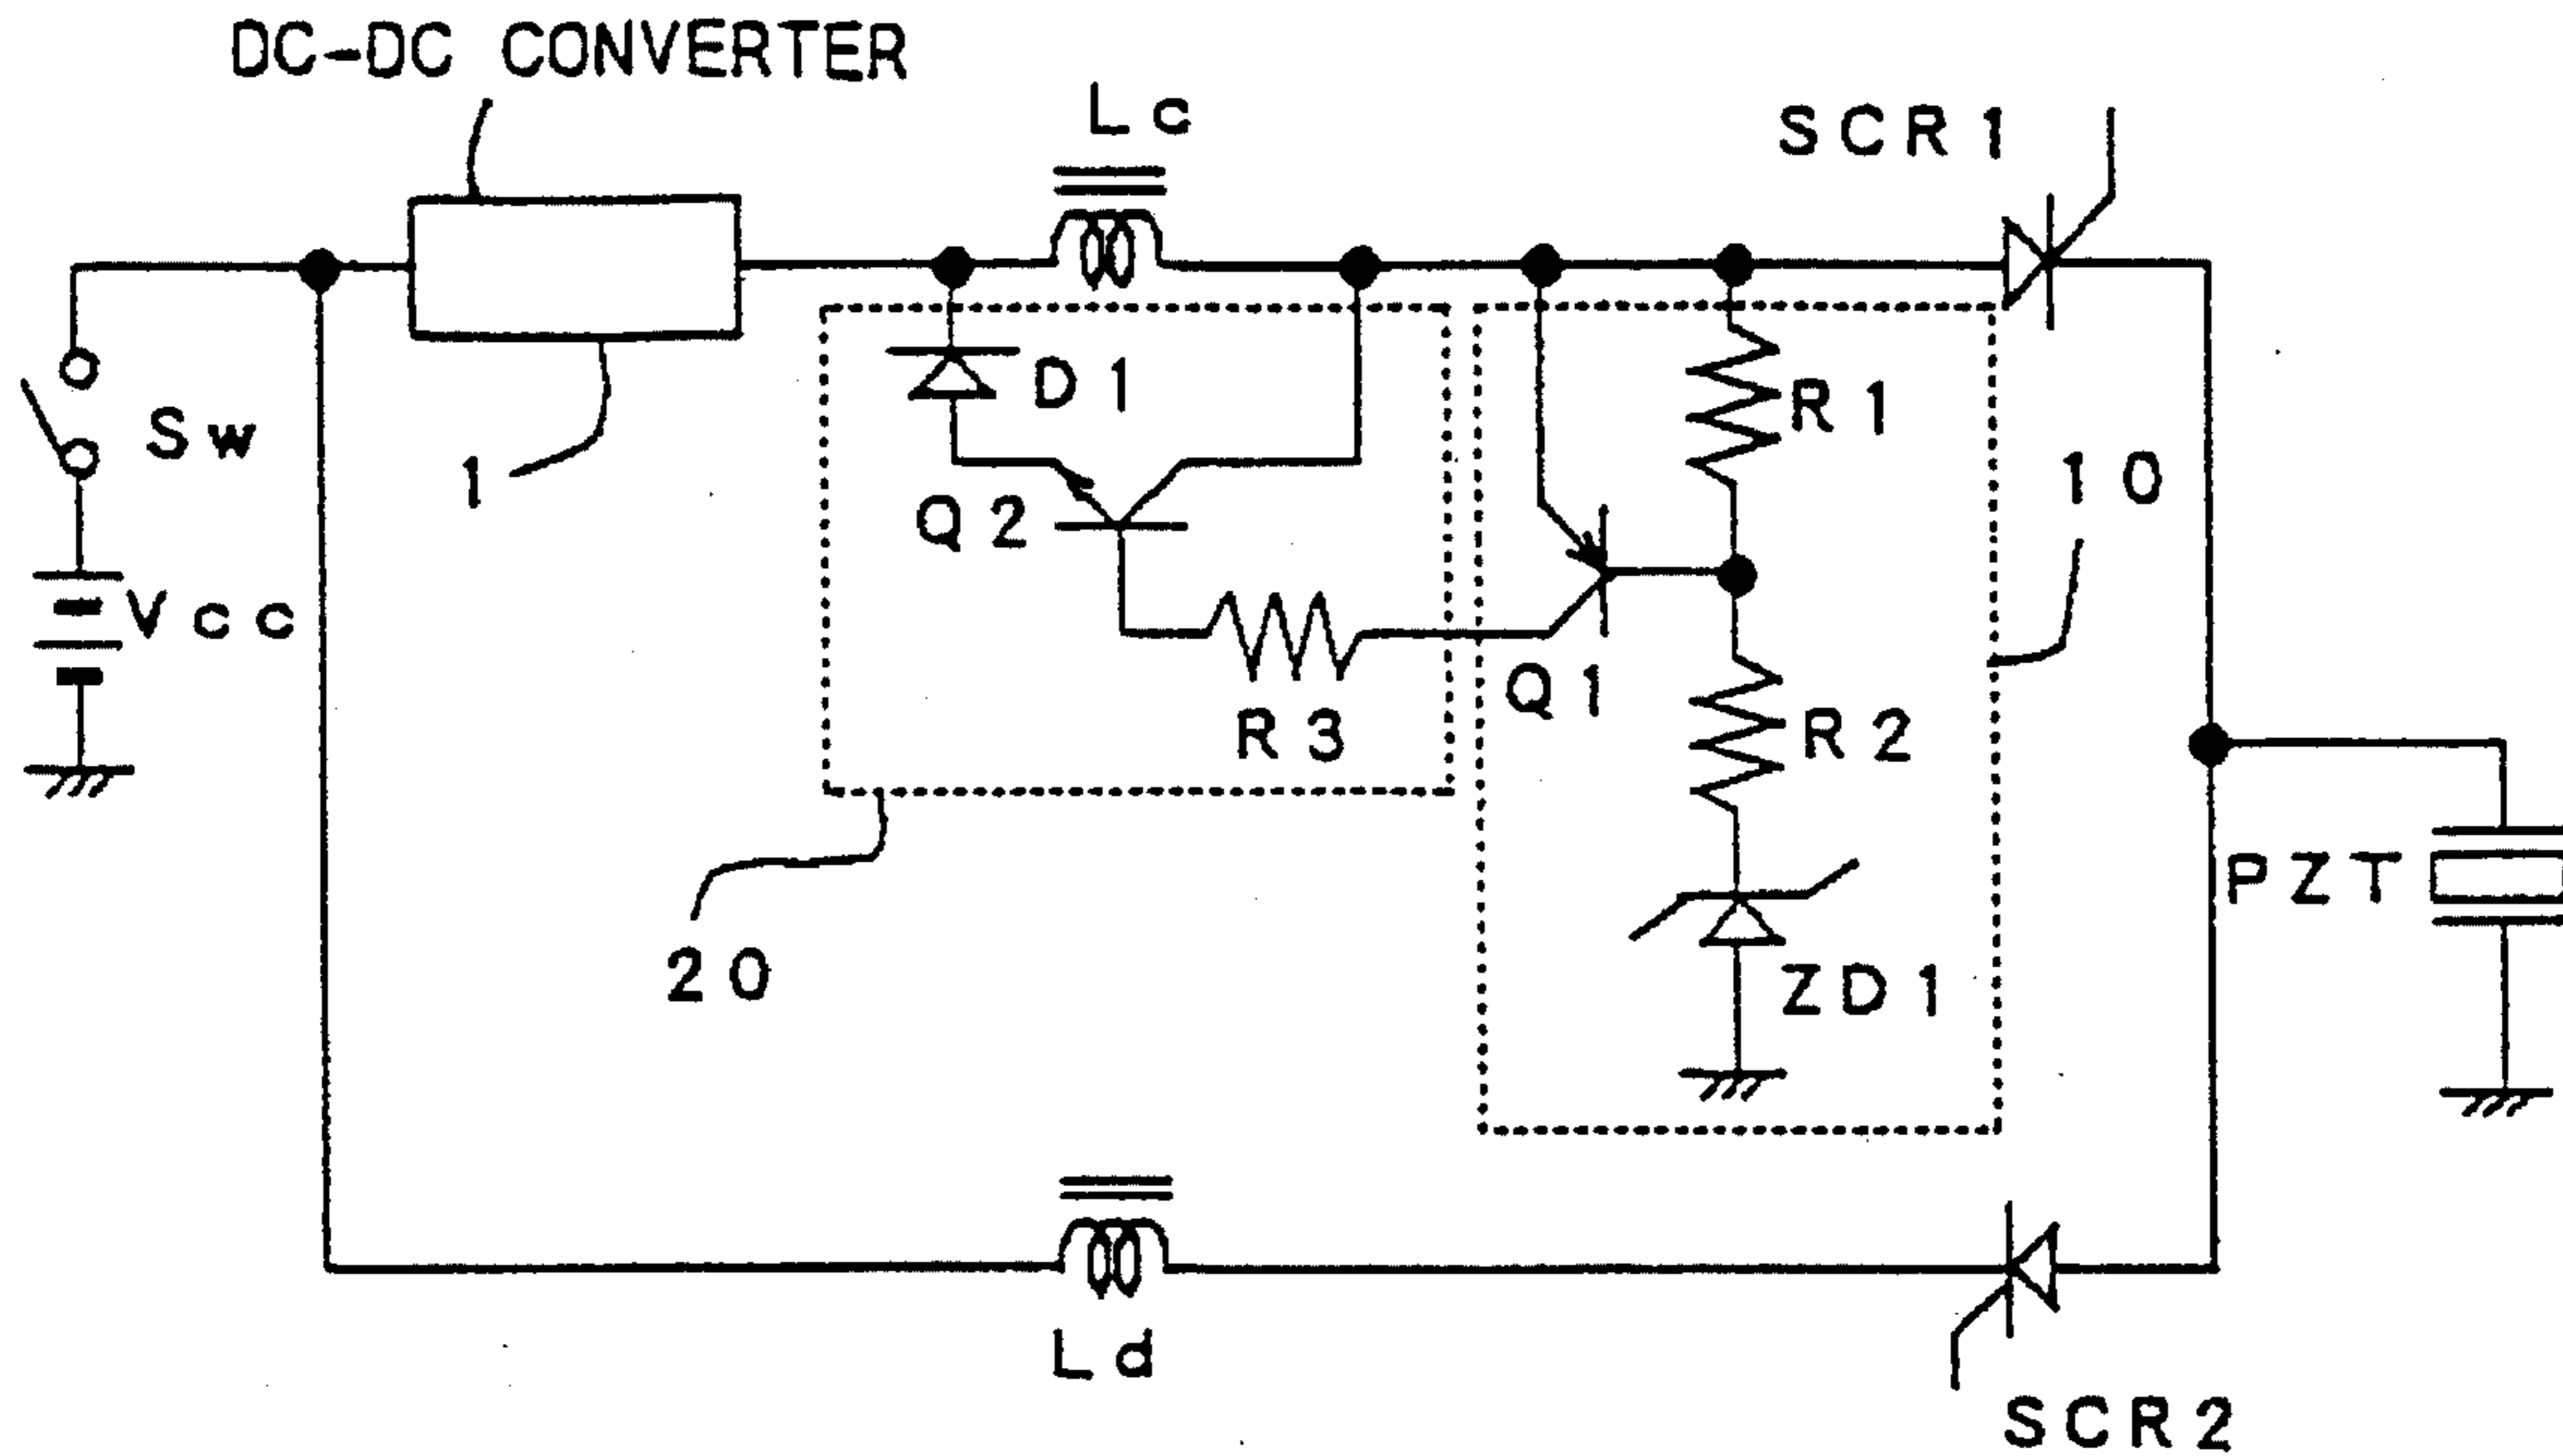 DC-DC CONVERTER
Lc
SCR1
Sw
1
D1
R1
10
Q2
Vcc
Q1
R3
R2
PZT
20
ZD1
Ld
SCR2